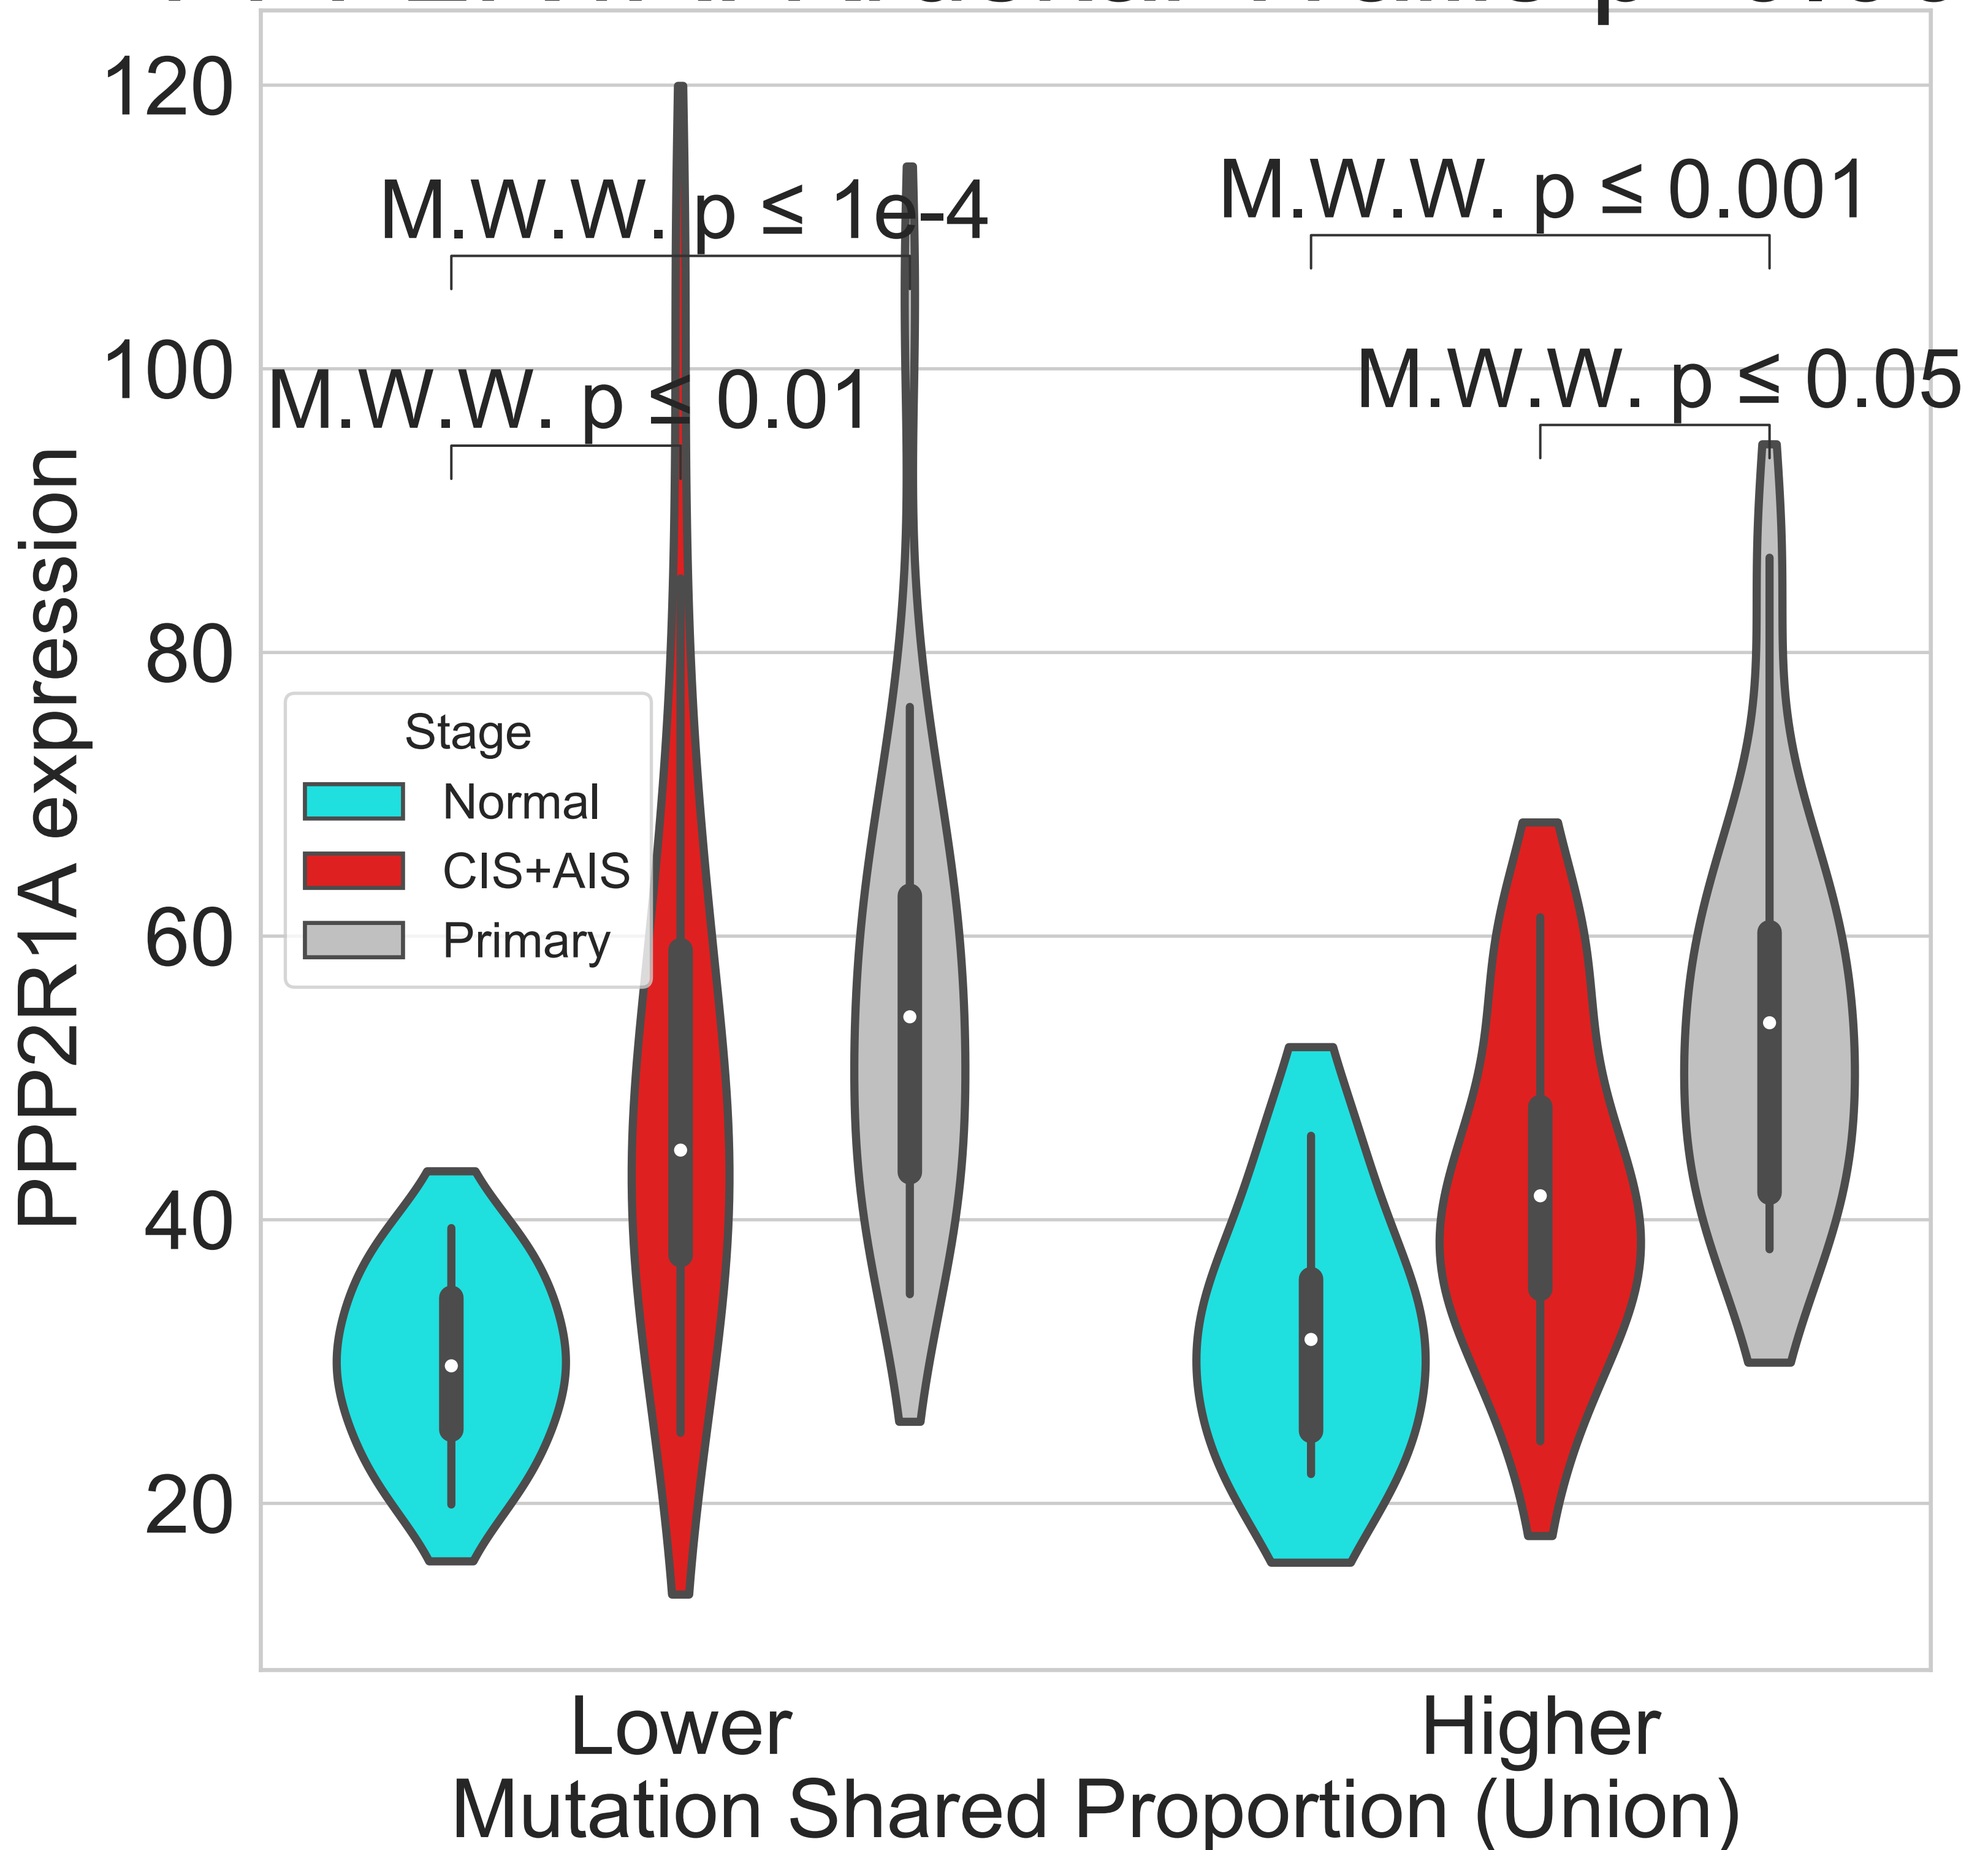 120
100
80
60
40
20
PPP2R1A expression
M.W.W. p ≤ 1e-4
M.W.W. p ≤ 0.01
M.W.W. p ≤ 0.001
M.W.W. p ≤ 0.05
Stage
Normal
CIS+AIS
Primary
Lower
Higher
Mutation Shared Proportion (Union)